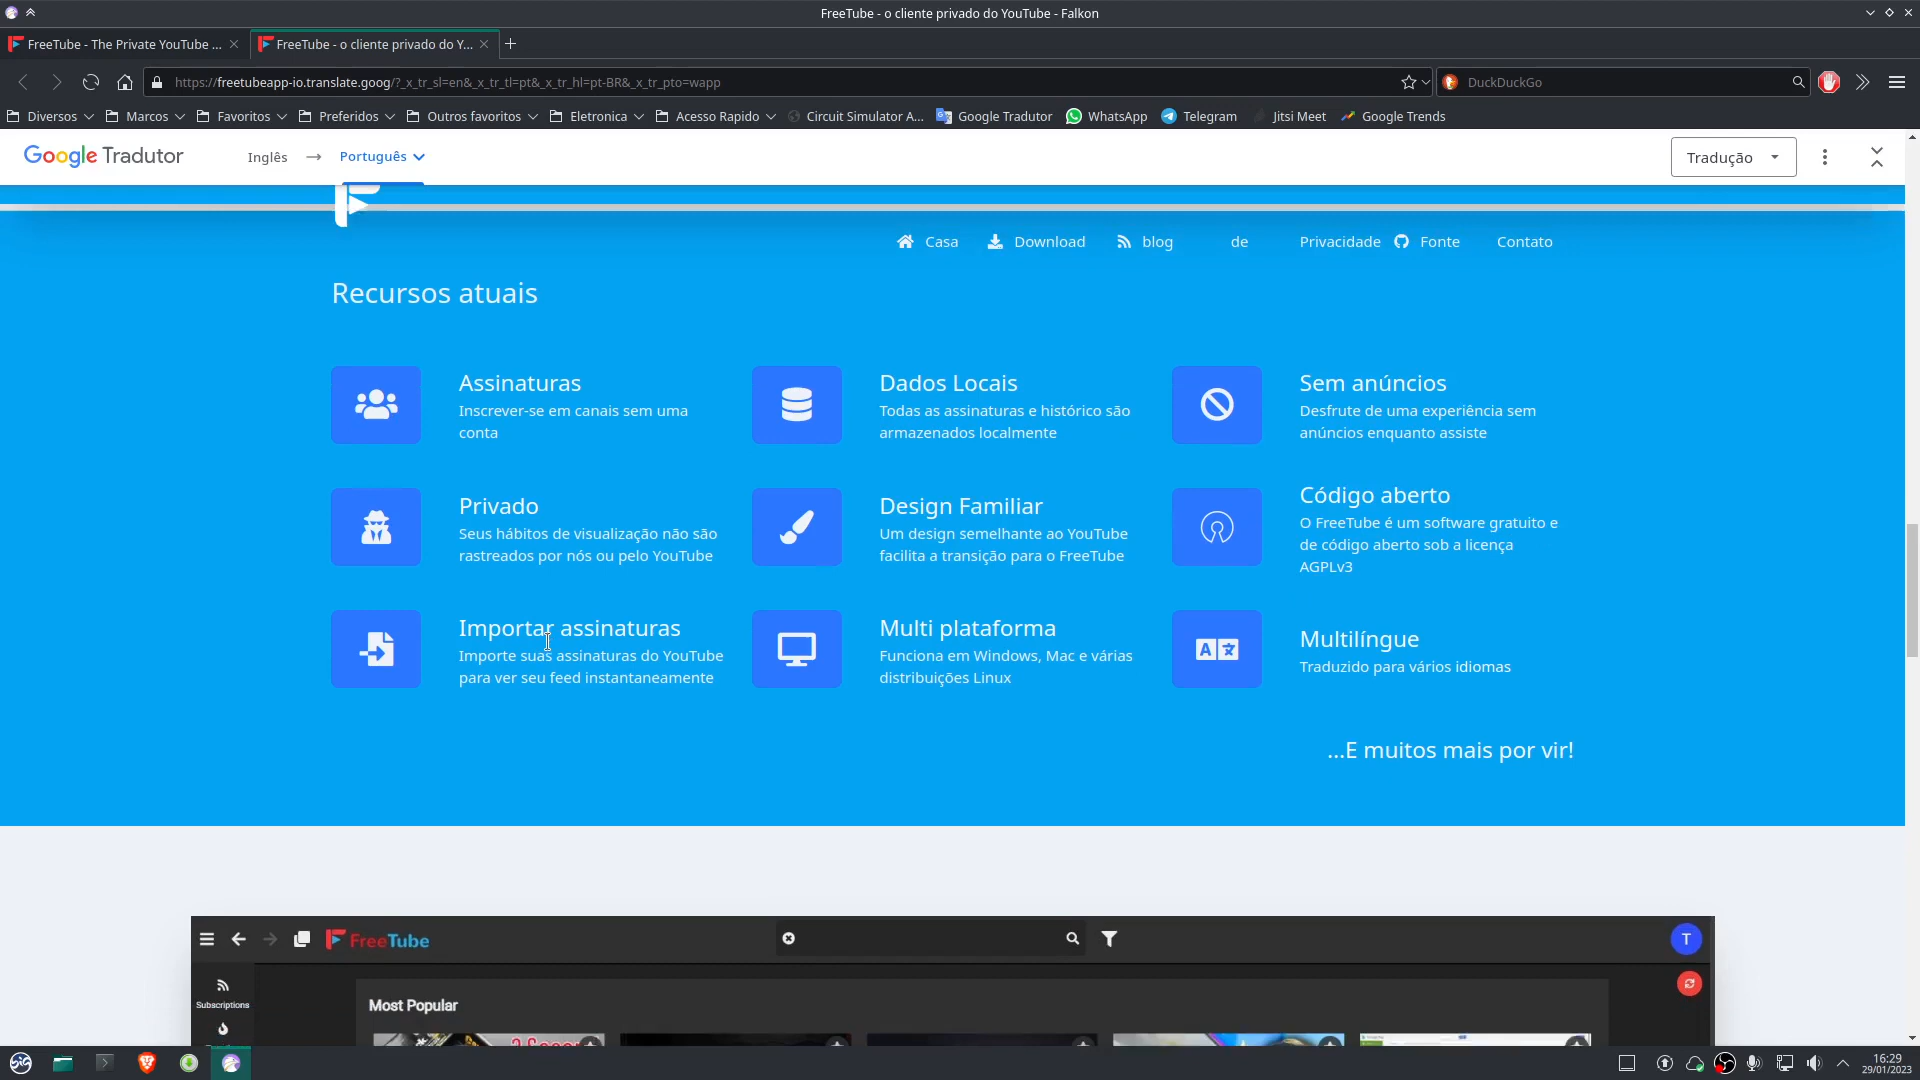 FreeTube - o cliente privado do YouTube - Falkon
FreeTube - The Private YouTube ...
FreeTube - o cliente privado do Y...
https://freetubeapp-io.translate.goog/?_x_tr_sl=en&_x_tr_tl=pt&_x_tr_hl=pt-BR&_x_tr_pto=wapp
DuckDuckGo
Diversos
Marcos
Favoritos
Preferidos
Outros favoritos
Eletronica
Acesso Rapido
Circuit Simulator A...
Google Tradutor
WhatsApp
Telegram
Jitsi Meet
Google Trends
Google Tradutor
Inglês → Português
Tradução
Casa
Download
blog
de
Privacidade
Fonte
Contato
Recursos atuais
Assinaturas
Inscrever-se em canais sem uma
conta
Dados Locais
Todas as assinaturas e histórico são
armazenados localmente
Sem anúncios
Desfrute de uma experiência sem
anúncios enquanto assiste
Privado
Seus hábitos de visualização não são
rastreados por nós ou pelo YouTube
Design Familiar
Um design semelhante ao YouTube
facilita a transição para o FreeTube
Código aberto
O FreeTube é um software gratuito e
de código aberto sob a licença
AGPLv3
Importar assinaturas
Importe suas assinaturas do YouTube
para ver seu feed instantaneamente
Multi plataforma
Funciona em Windows, Mac e várias
distribuições Linux
Multilíngue
Traduzido para vários idiomas
...E muitos mais por vir!
FreeTube
T
Subscriptions
Most Popular
16:29
29/01/2023